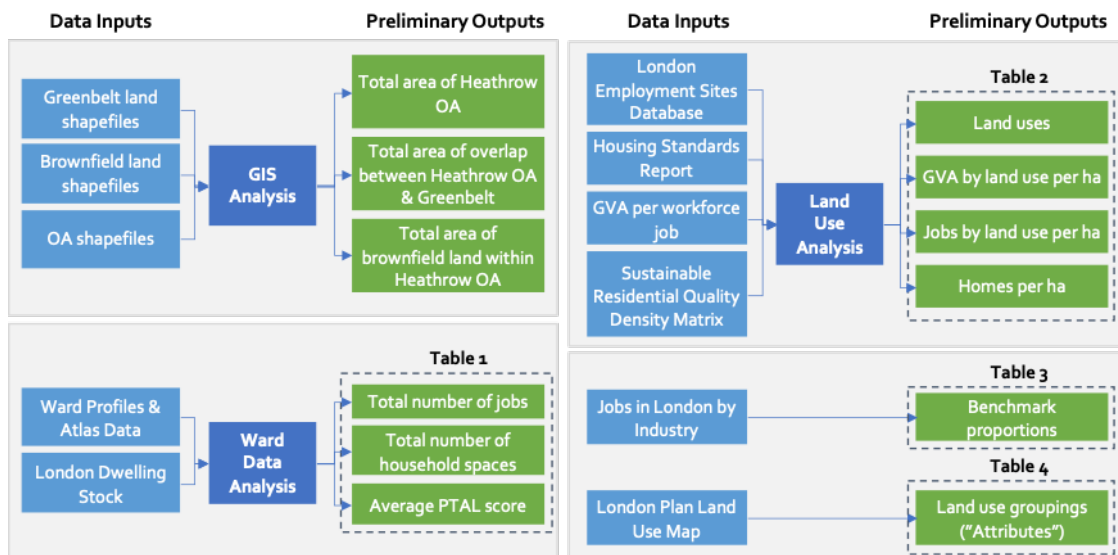 Data Inputs
Preliminary Outputs
Greenbelt land
shapefiles
Brownfield land
shapefiles
OA shapefiles
GIS
Analysis
Total area of Heathrow
OA
Total area of overlap
between Heathrow OA
& Greenbelt
Total area of
brownfield land within
Heathrow OA
Table 1
Ward Profiles &
Atlas Data
London Dwelling
Stock
Ward
Data
Analysis
Total number of jobs
Total number of
household spaces
Average PTAL score
Data Inputs
Preliminary Outputs
London
Employment Sites
Database
Housing Standards
Report
GVA per workforce
job
Sustainable
Residential Quality
Density Matrix
Land
Use
Analysis
Table 2
Land uses
GVA by land use per ha
Jobs by land use per ha
Homes per ha
Table 3
Jobs in London by
Industry
Benchmark
proportions
Table 4
London Plan Land
Use Map
Land use groupings
("Attributes")